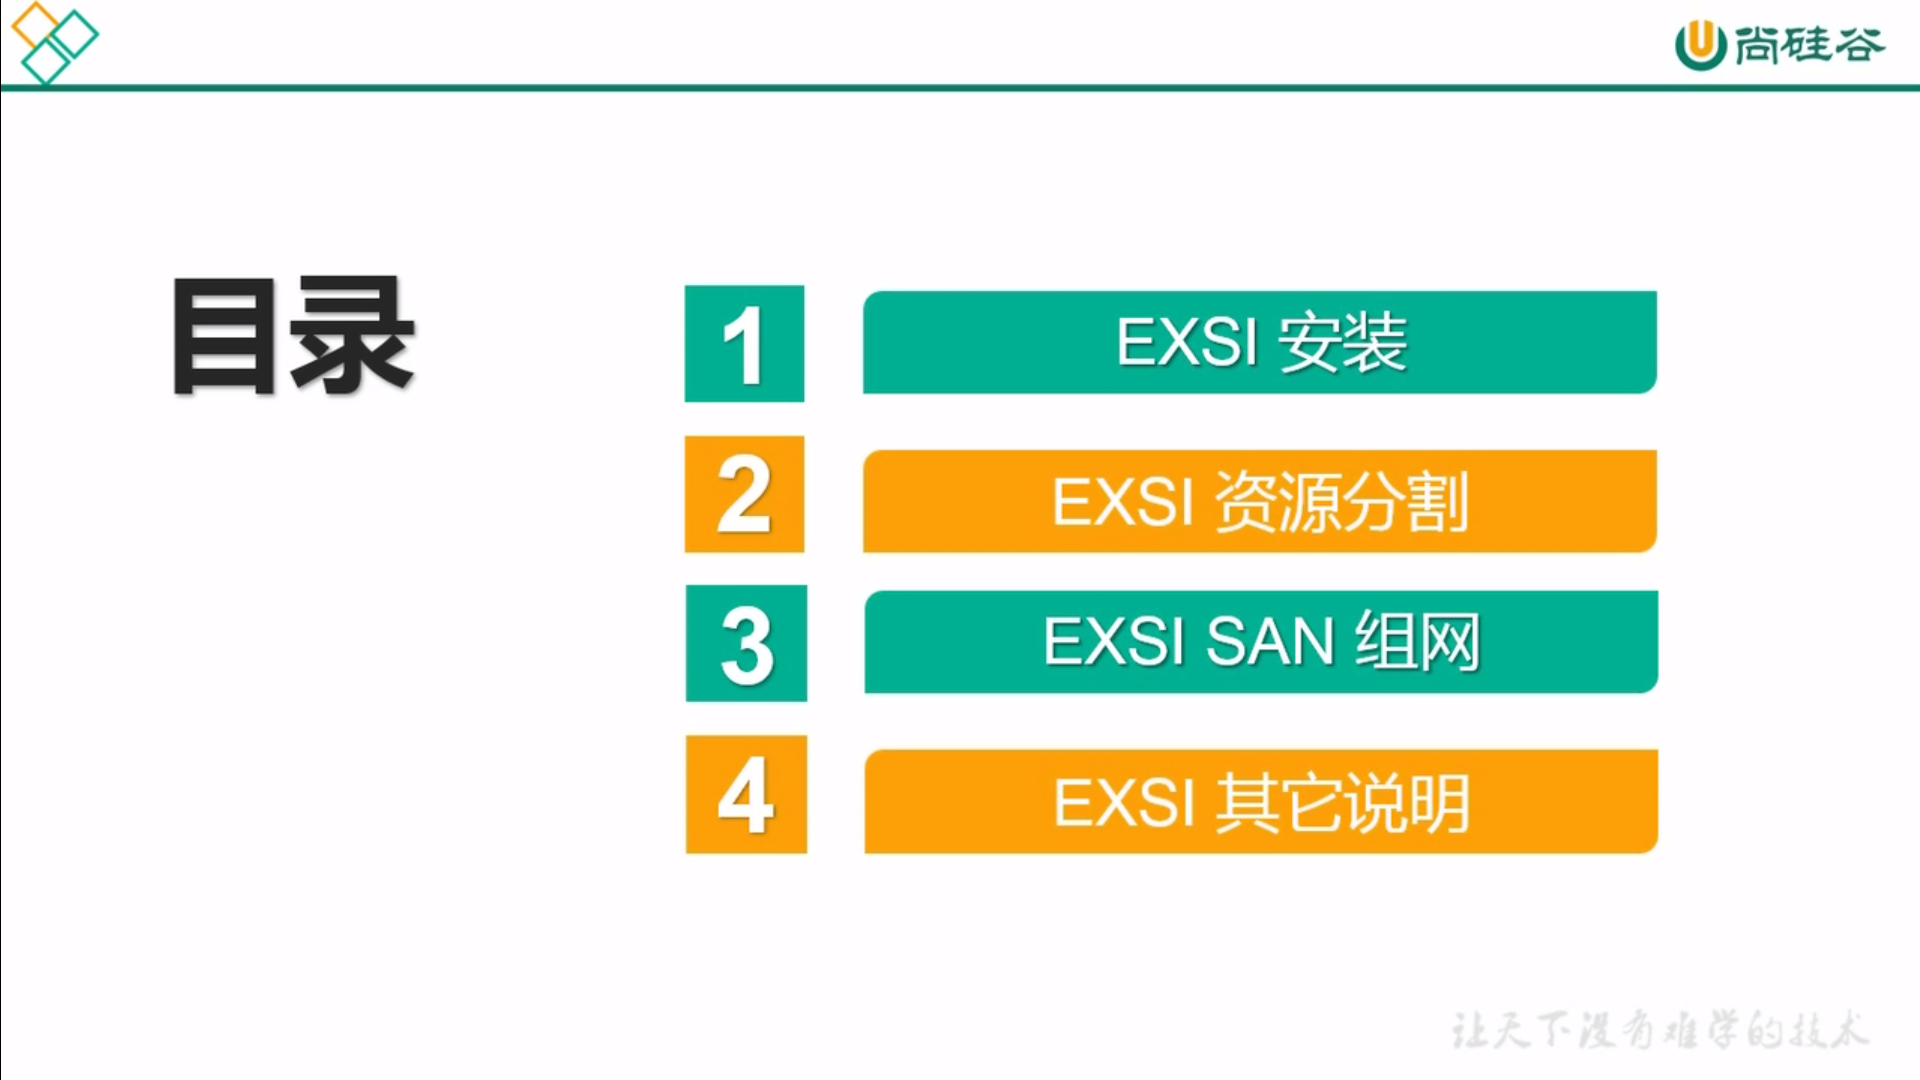 尚硅谷
目录
1 EXSI 安装
2 EXSI 资源分割
3 EXSI SAN 组网
4 EXSI 其它说明
让天下没有难学的技术